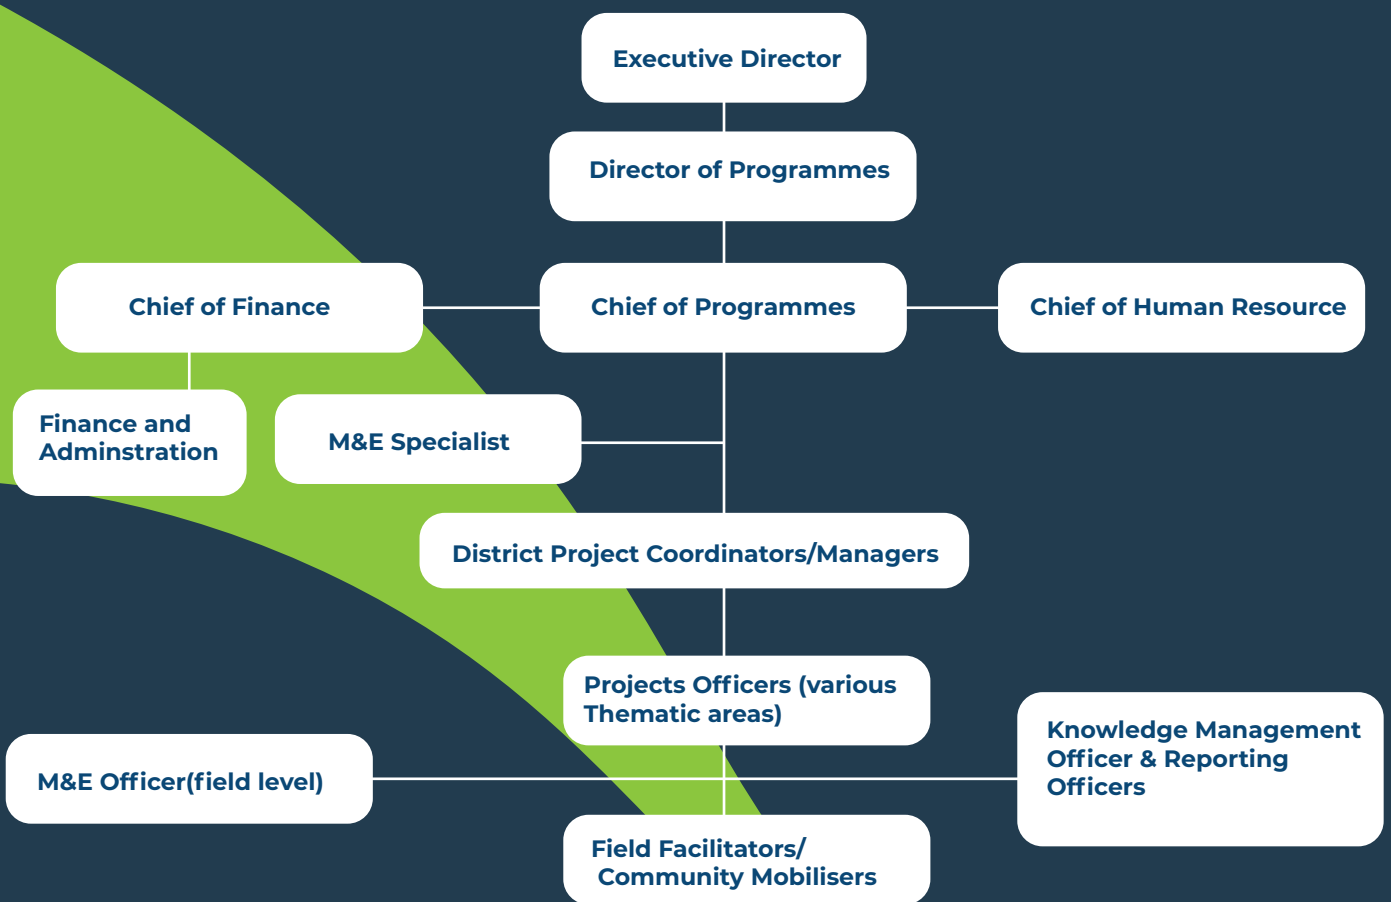 Executive Director
Director of Programmes
Chief of Finance
Chief of Programmes
Chief of Human Resource
Finance and
Adminstration
M&E Specialist
District Project Coordinators/Managers
Projects Officers (various
Thematic areas)
M&E Officer(field level)
Knowledge Management
Officer & Reporting
Officers
Field Facilitators/
Community Mobilisers